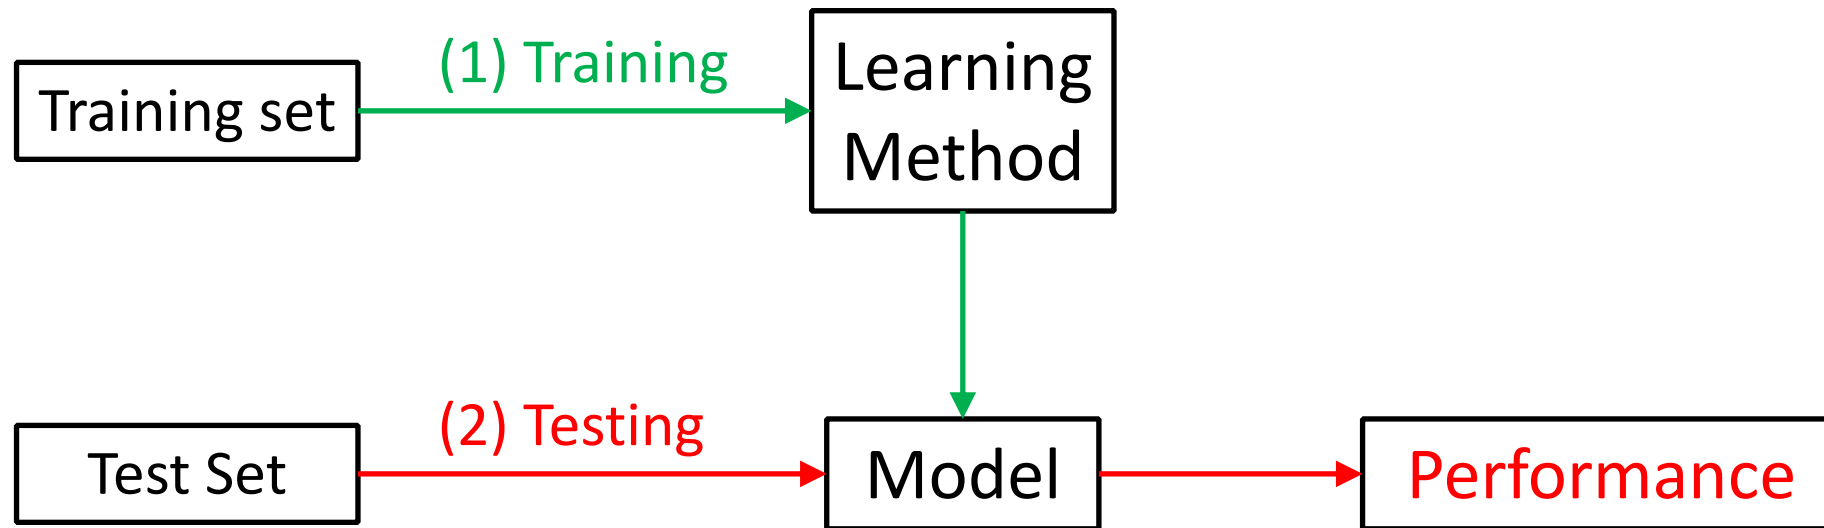 (1) Training
Training set
Learning
Method
(2) Testing
Test Set
Model
Performance